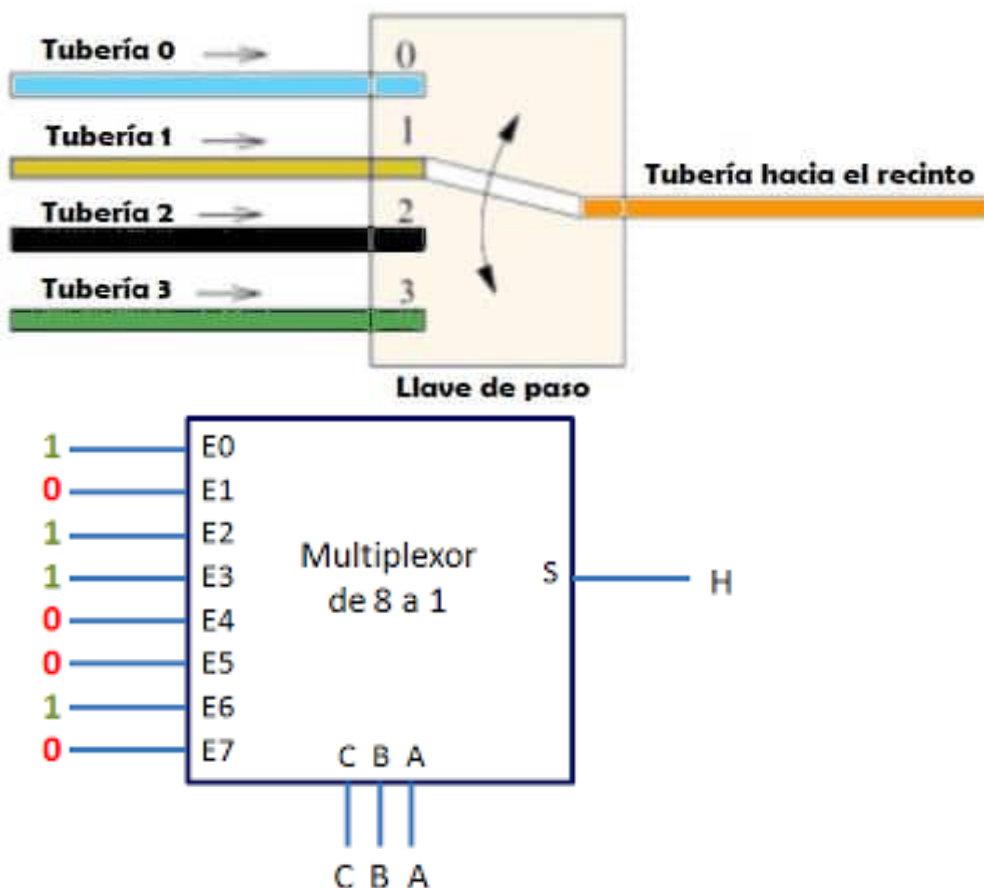 Tubería 0
0
Tubería 1
1
Tubería hacia el recinto
Tubería 2
2
Tubería 3
3
Llave de paso
1 E0
0 E1
1 E2
1 E3
0 E4
0 E5
1 E6
0 E7
Multiplexor
de 8 a 1
S H
C B A
C B A